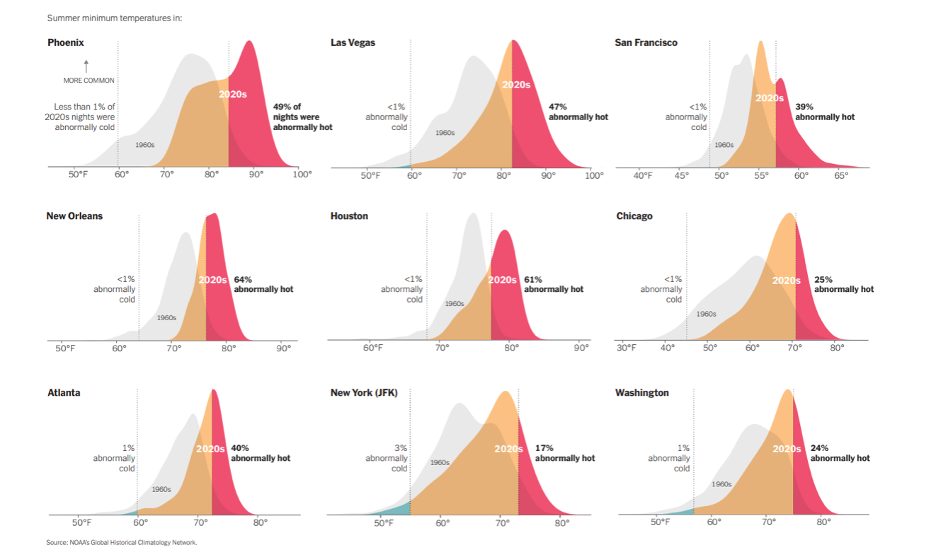 Summer minimum temperatures in:
Phoenix
MORE COMMON
Less than 1% of
2020s nights were
abnormally cold
1960s
2020s
49% of
nights were
abnormally hot
50°F 60° 70° 80° 90° 100°
Las Vegas
<1%
abnormally
cold
1960s
2020s
47%
abnormally hot
50°F 60° 70° 80° 90° 100°
San Francisco
<1%
abnormally
cold
1960s
2020s
39%
abnormally hot
40°F 45° 50° 55° 60° 65°
New Orleans
<1%
abnormally
cold
1960s
2020s
64%
abnormally hot
50°F 60° 70° 80° 90°
Houston
<1%
abnormally
cold
1960s
2020s
61%
abnormally hot
60°F 70° 80° 90°
Chicago
<1%
abnormally
cold
1960s
2020s
25%
abnormally hot
30°F 40° 50° 60° 70° 80°
Atlanta
1%
abnormally
cold
1960s
2020s
40%
abnormally hot
50°F 60° 70° 80°
New York (JFK)
3%
abnormally
cold
1960s
2020s
17%
abnormally hot
50°F 60° 70° 80°
Washington
1%
abnormally
cold
1960s
2020s
24%
abnormally hot
50°F 60° 70° 80°
Source: NOAA's Global Historical Climatology Network.